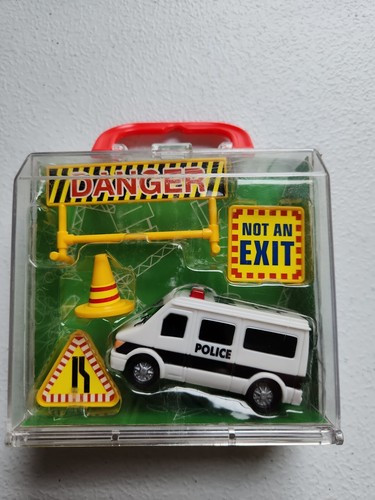 DANGER
NOT AN
EXIT
POLICE